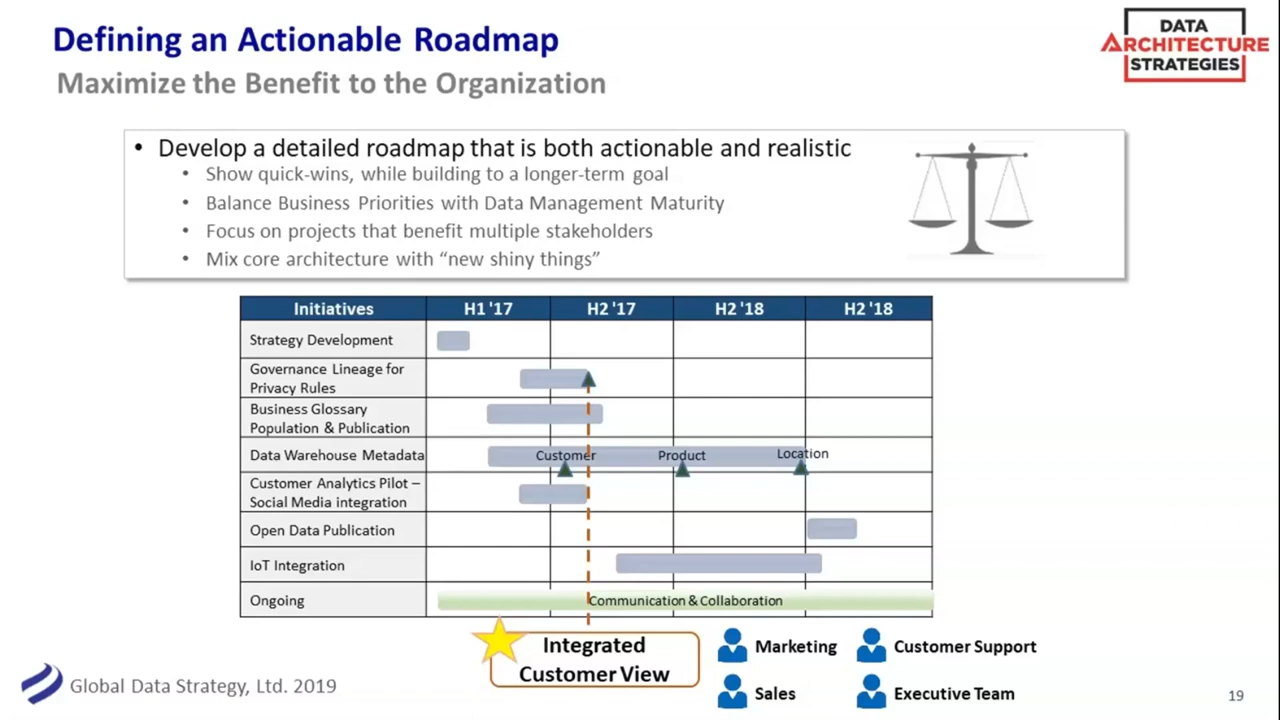 Defining an Actionable Roadmap
Maximize the Benefit to the Organization
DATA
ARCHITECTURE
STRATEGIES
• Develop a detailed roadmap that is both actionable and realistic
• Show quick-wins, while building to a longer-term goal
• Balance Business Priorities with Data Management Maturity
• Focus on projects that benefit multiple stakeholders
• Mix core architecture with “new shiny things”
Initiatives H1 '17 H2 '17 H2 '18 H2 '18
Strategy Development
Governance Lineage for
Privacy Rules
Business Glossary
Population & Publication
Data Warehouse Metadata Customer Product Location
Customer Analytics Pilot –
Social Media integration
Open Data Publication
IoT Integration
Ongoing Communication & Collaboration
Integrated
Customer View
Marketing Customer Support
Sales Executive Team
Global Data Strategy, Ltd. 2019
19